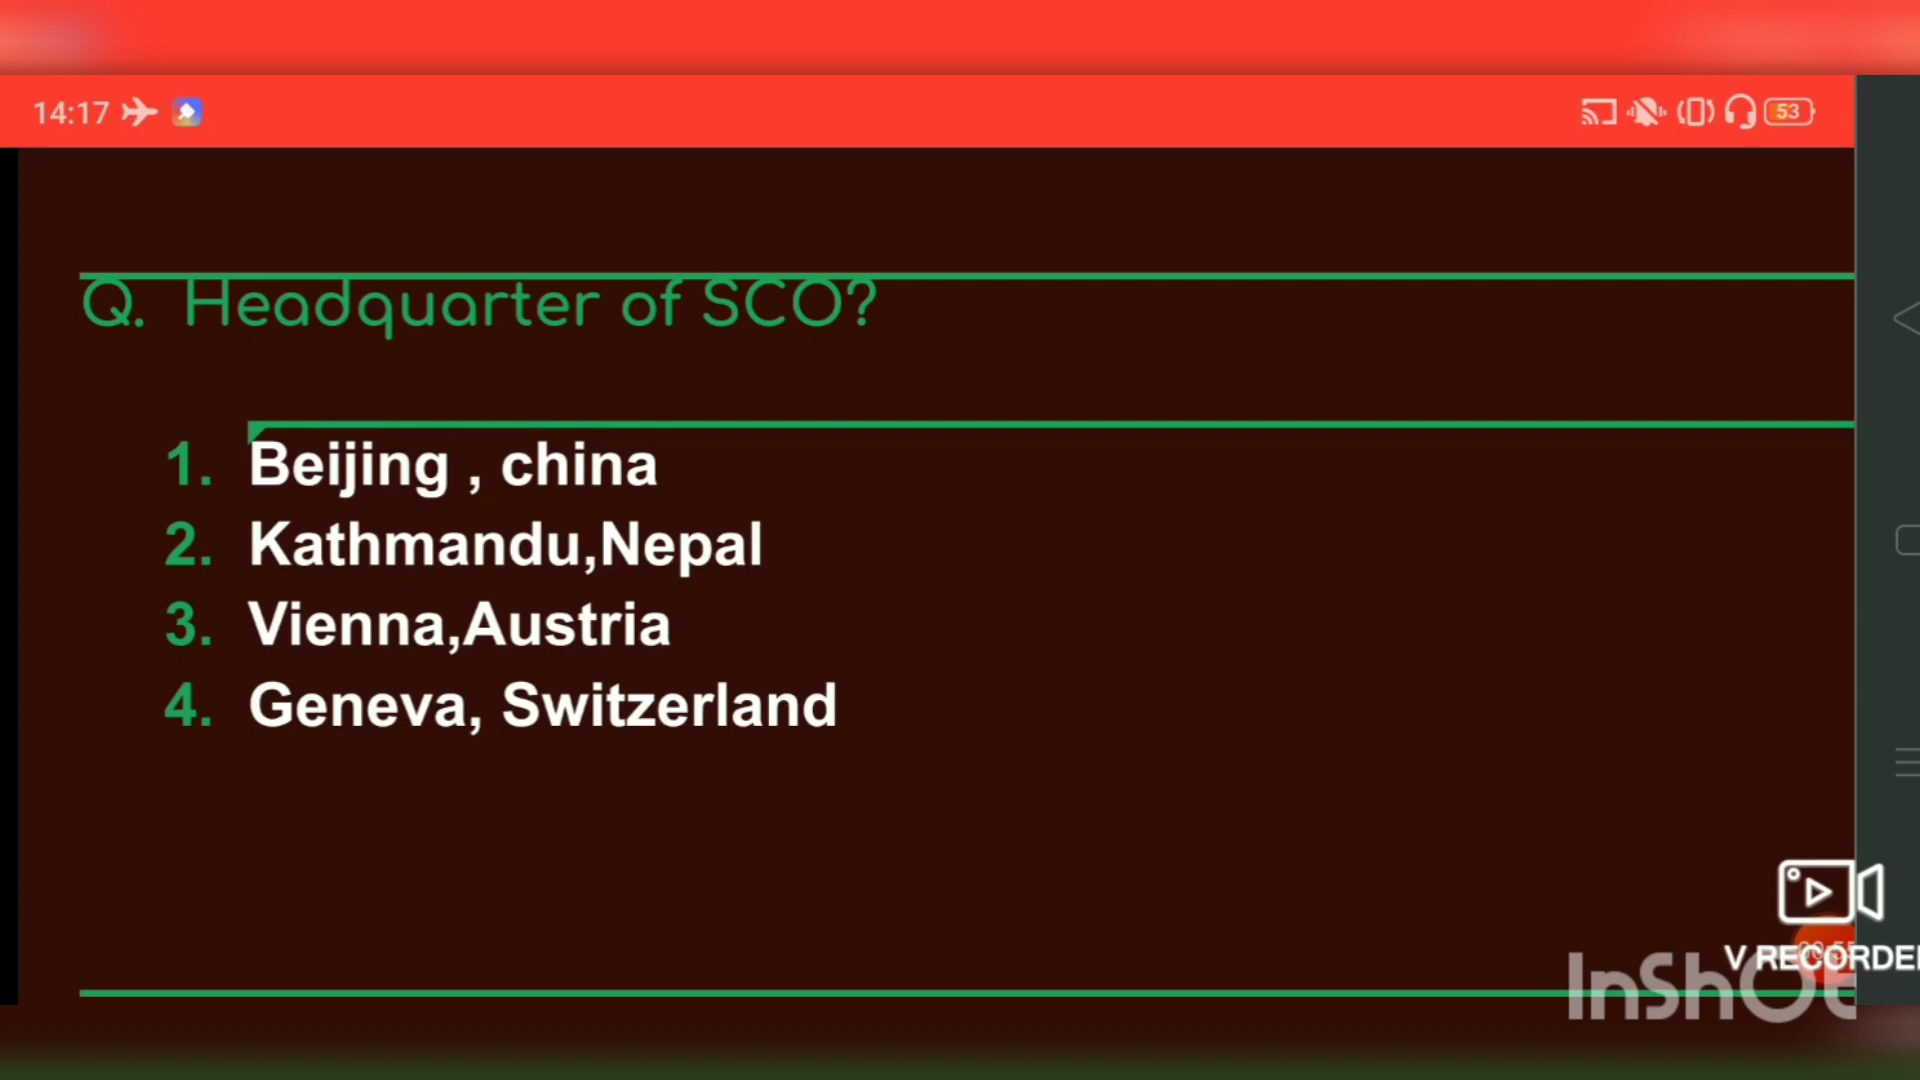 14:17
53
Q. Headquarter of SCO?
1. Beijing , china
2. Kathmandu,Nepal
3. Vienna,Austria
4. Geneva, Switzerland
V RECORDER
InShOt